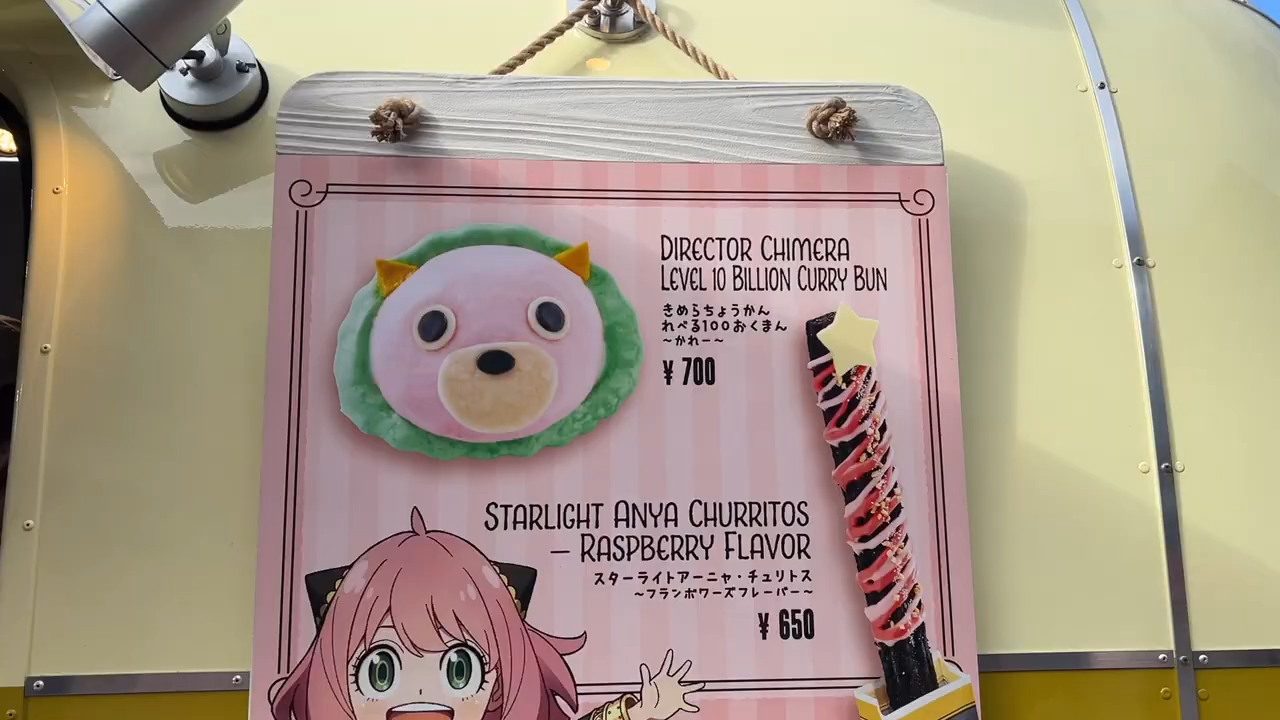 DIRECTOR CHIMERA
LEVEL 10 BILLION CURRY BUN
きめらちょうかん
れべる100おくまん
～かれー～
¥ 700
STARLIGHT ANYA CHURRITOS
— RASPBERRY FLAVOR
スターライトアーニャ・チュリトス
～フランボワーズフレーバー～
¥ 650